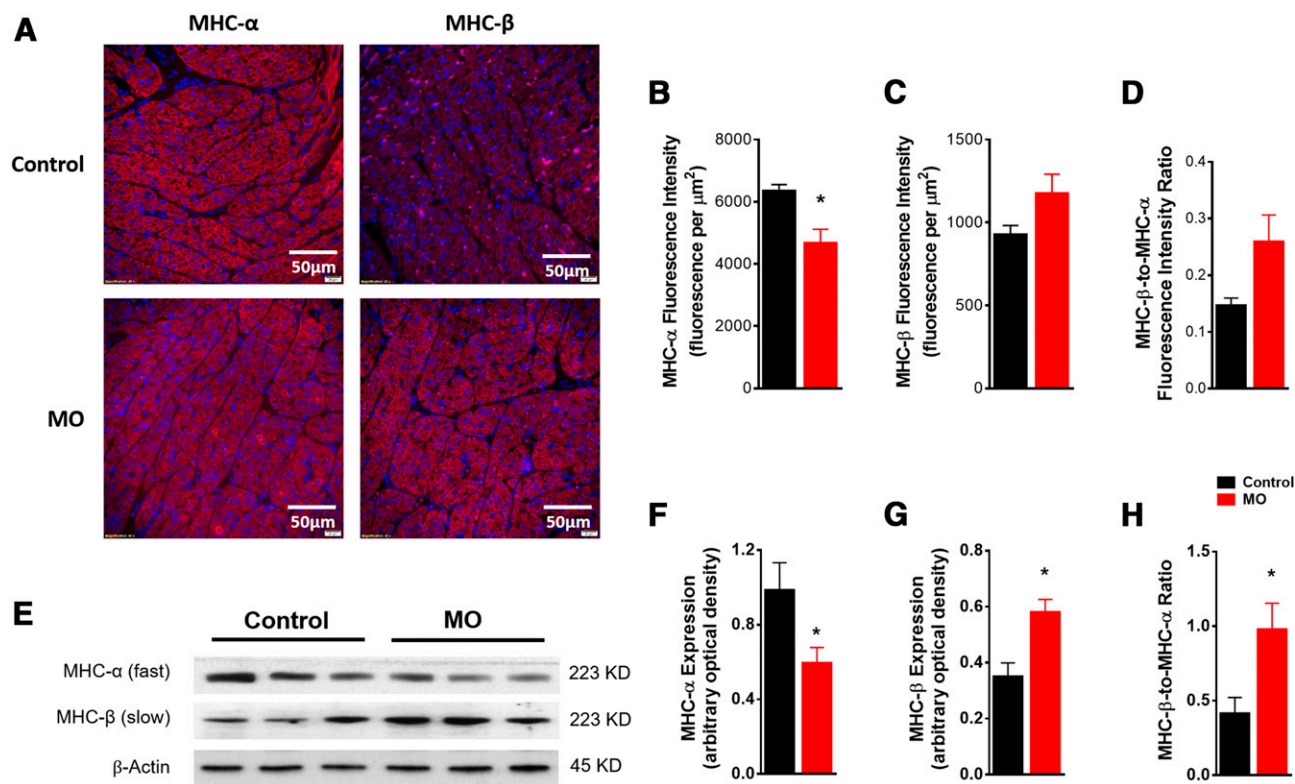 A
MHC-α
MHC-β
Control
50μm
50μm
MO
50μm
50μm
B
MHC-α Fluorescence Intensity
(fluorescence per μm²)
8000
6000
4000
2000
0
*
C
MHC-β Fluorescence Intensity
(fluorescence per μm²)
1500
1000
500
0
D
MHC-β-to-MHC-α
Fluorescence Intensity Ratio
0.4
0.3
0.2
0.1
0.0
Control
MO
E
Control
MO
MHC-α (fast)
223 KD
MHC-β (slow)
223 KD
β-Actin
45 KD
F
MHC-α Expression
(arbitrary optical density)
1.2
0.8
0.4
0.0
*
G
MHC-β Expression
(arbitrary optical density)
0.8
0.6
0.4
0.2
0.0
*
H
MHC-β-to-MHC-α Ratio
1.5
1.0
0.5
0.0
*